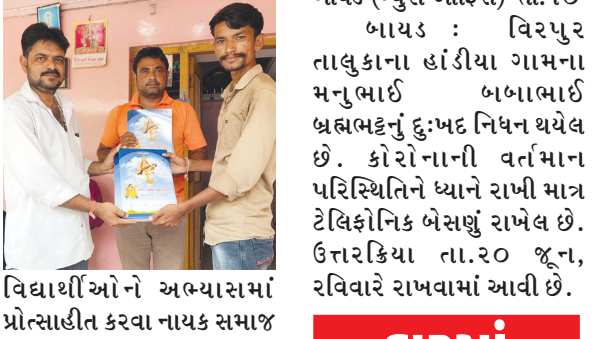 વિદ્યાર્થીઓને અભ્યાસમાં
પ્રોત્સાહીત કરવા નાયક સમાજ
બાયડ : વિરપુર
તાલુકાના હાંડીયા ગામના
મનુભાઈ બબાભાઈ
બ્રહ્મભટ્ટનું દુઃખદ નિધન થયેલ
છે. કોરોનાની વર્તમાન
પરિસ્થિતિને ધ્યાને રાખી માત્ર
ટેલિફોનિક બેસણું રાખેલ છે.
ઉત્તરક્રિયા તા.૨૦ જૂન,
રવિવારે રાખવામાં આવી છે.